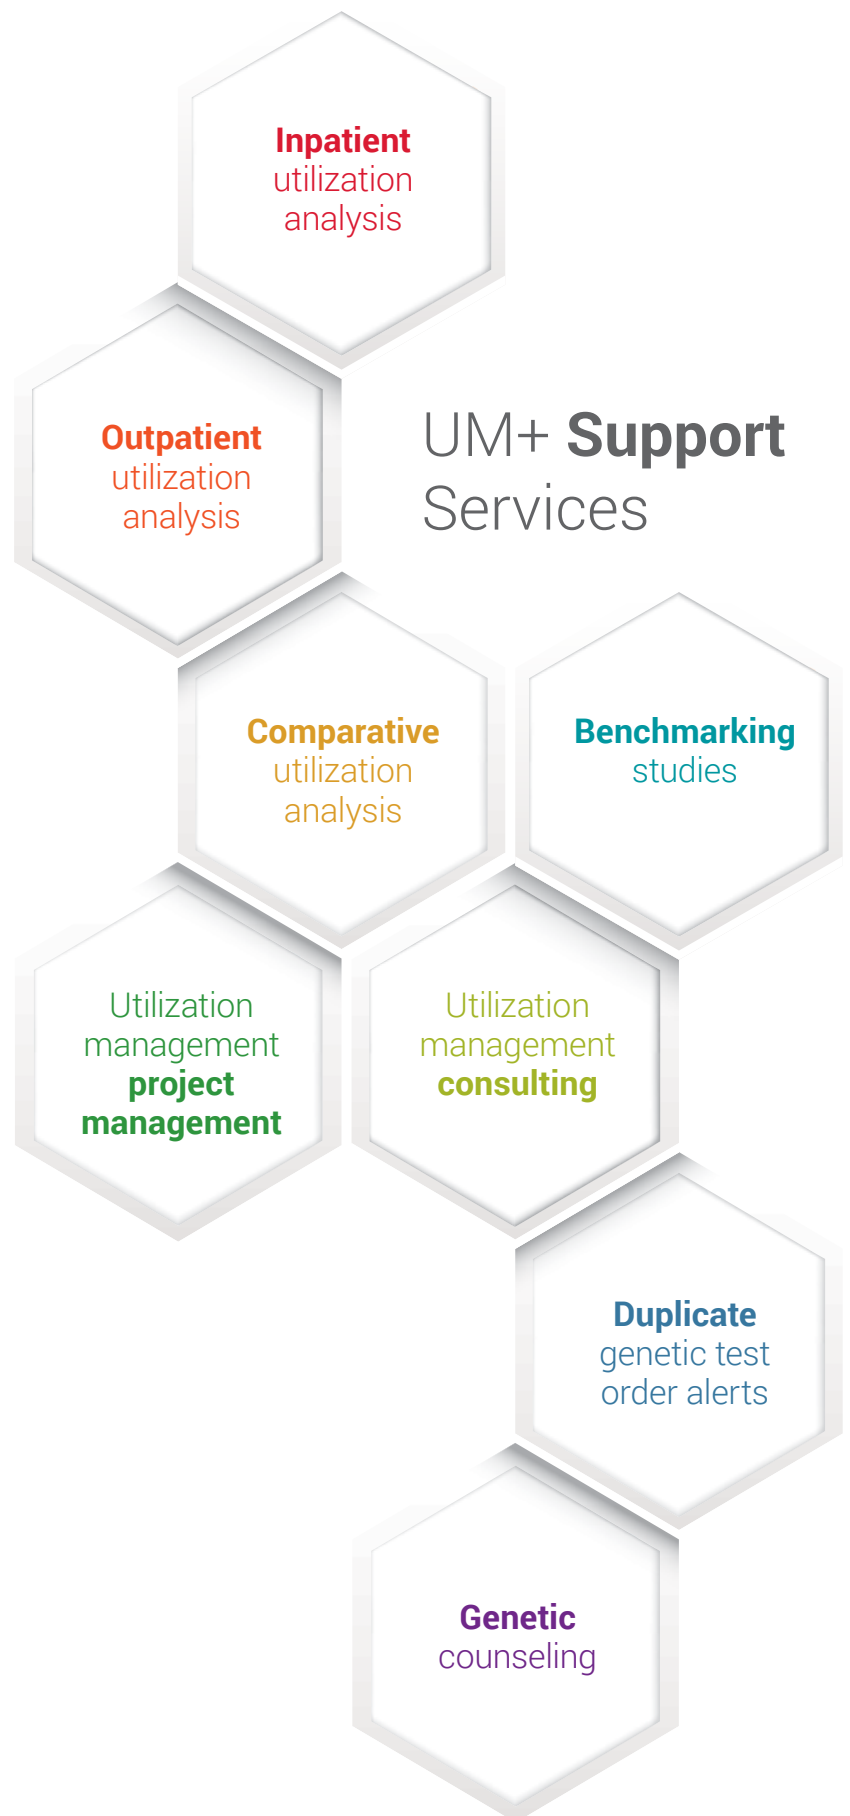 Inpatient
utilization
analysis
Outpatient
utilization
analysis
UM+ Support
Services
Comparative
utilization
analysis
Benchmarking
studies
Utilization
management
project
management
Utilization
management
consulting
Duplicate
genetic test
order alerts
Genetic
counseling